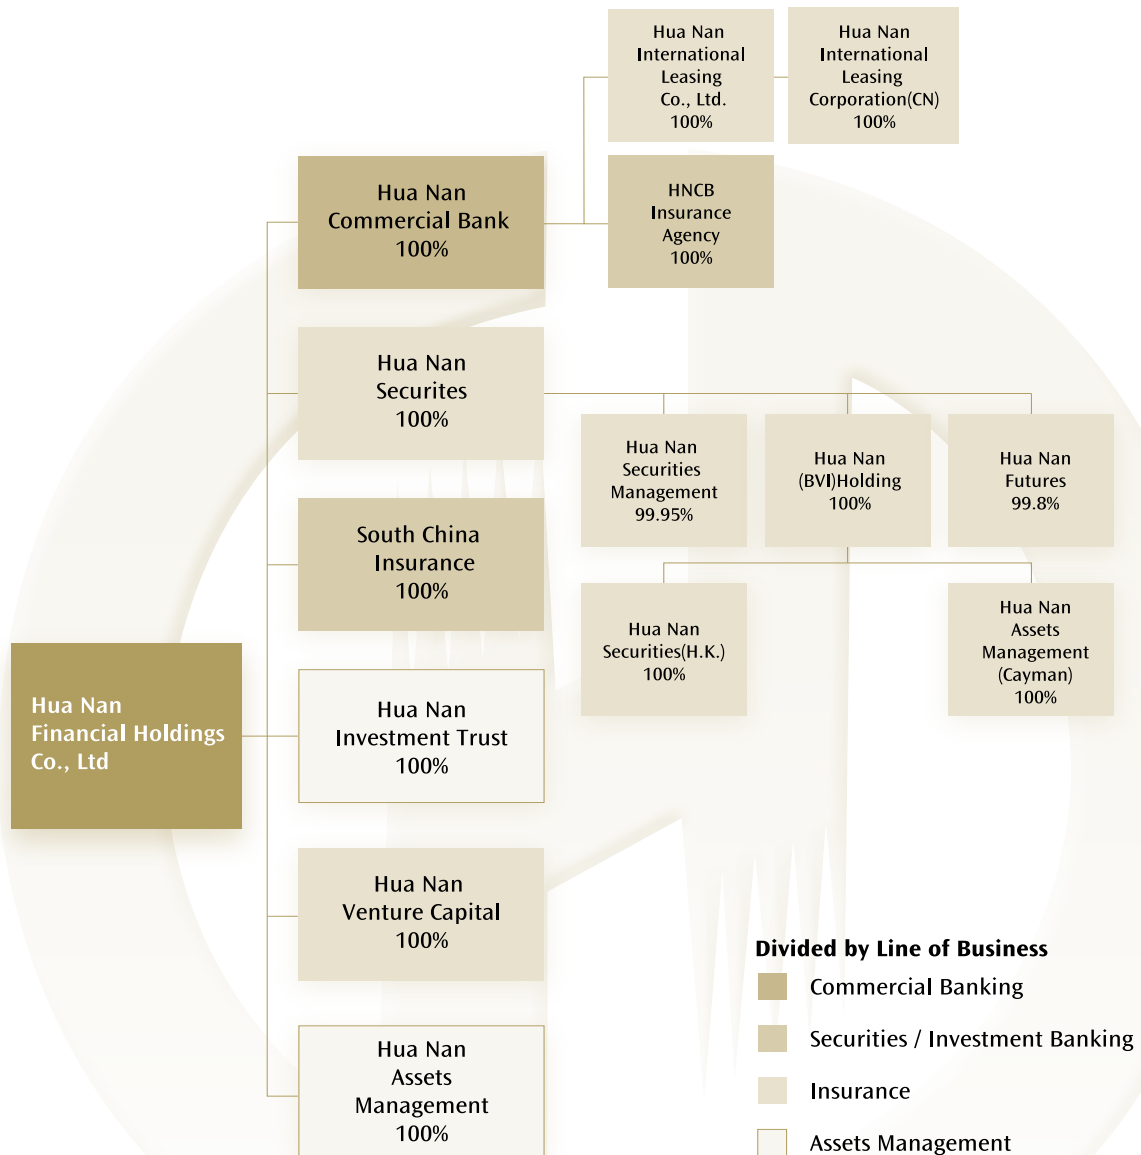 Hua Nan
International
Leasing
Co., Ltd.
100%
Hua Nan
International
Leasing
Corporation(CN)
100%
Hua Nan
Commercial Bank
100%
HNCB
Insurance
Agency
100%
Hua Nan
Securites
100%
Hua Nan
Securities
Management
99.95%
Hua Nan
(BVI)Holding
100%
Hua Nan
Futures
99.8%
South China
Insurance
100%
Hua Nan
Securities(H.K.)
100%
Hua Nan
Assets
Management
(Cayman)
100%
Hua Nan
Financial Holdings
Co., Ltd
Hua Nan
Investment Trust
100%
Hua Nan
Venture Capital
100%
Hua Nan
Assets
Management
100%
Divided by Line of Business
Commercial Banking
Securities / Investment Banking
Insurance
Assets Management